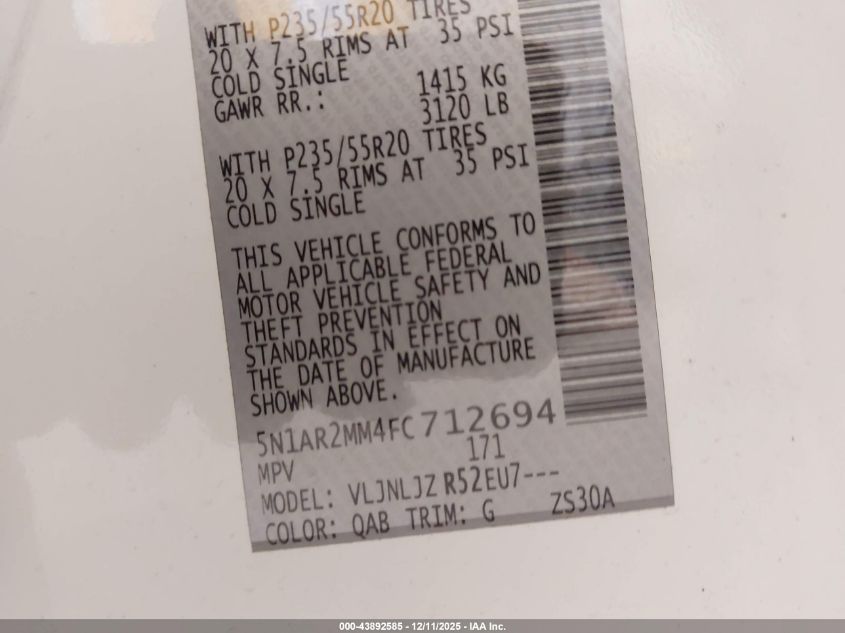 WITH P235/55R20 TIRES
20 X 7.5 RIMS AT 35 PSI
COLD SINGLE
GAWR RR.: 1415 KG
3120 LB
WITH P235/55R20 TIRES
20 X 7.5 RIMS AT 35 PSI
COLD SINGLE
THIS VEHICLE CONFORMS TO
ALL APPLICABLE FEDERAL
MOTOR VEHICLE SAFETY AND
THEFT PREVENTION
STANDARDS IN EFFECT ON
THE DATE OF MANUFACTURE
SHOWN ABOVE.
5N1AR2MM4FC712694
MPV 171
MODEL: VLJNLJZ R52EU7---
COLOR: QAB TRIM: G ZS30A
000-43892585 - 12/11/2025 - IAA Inc.